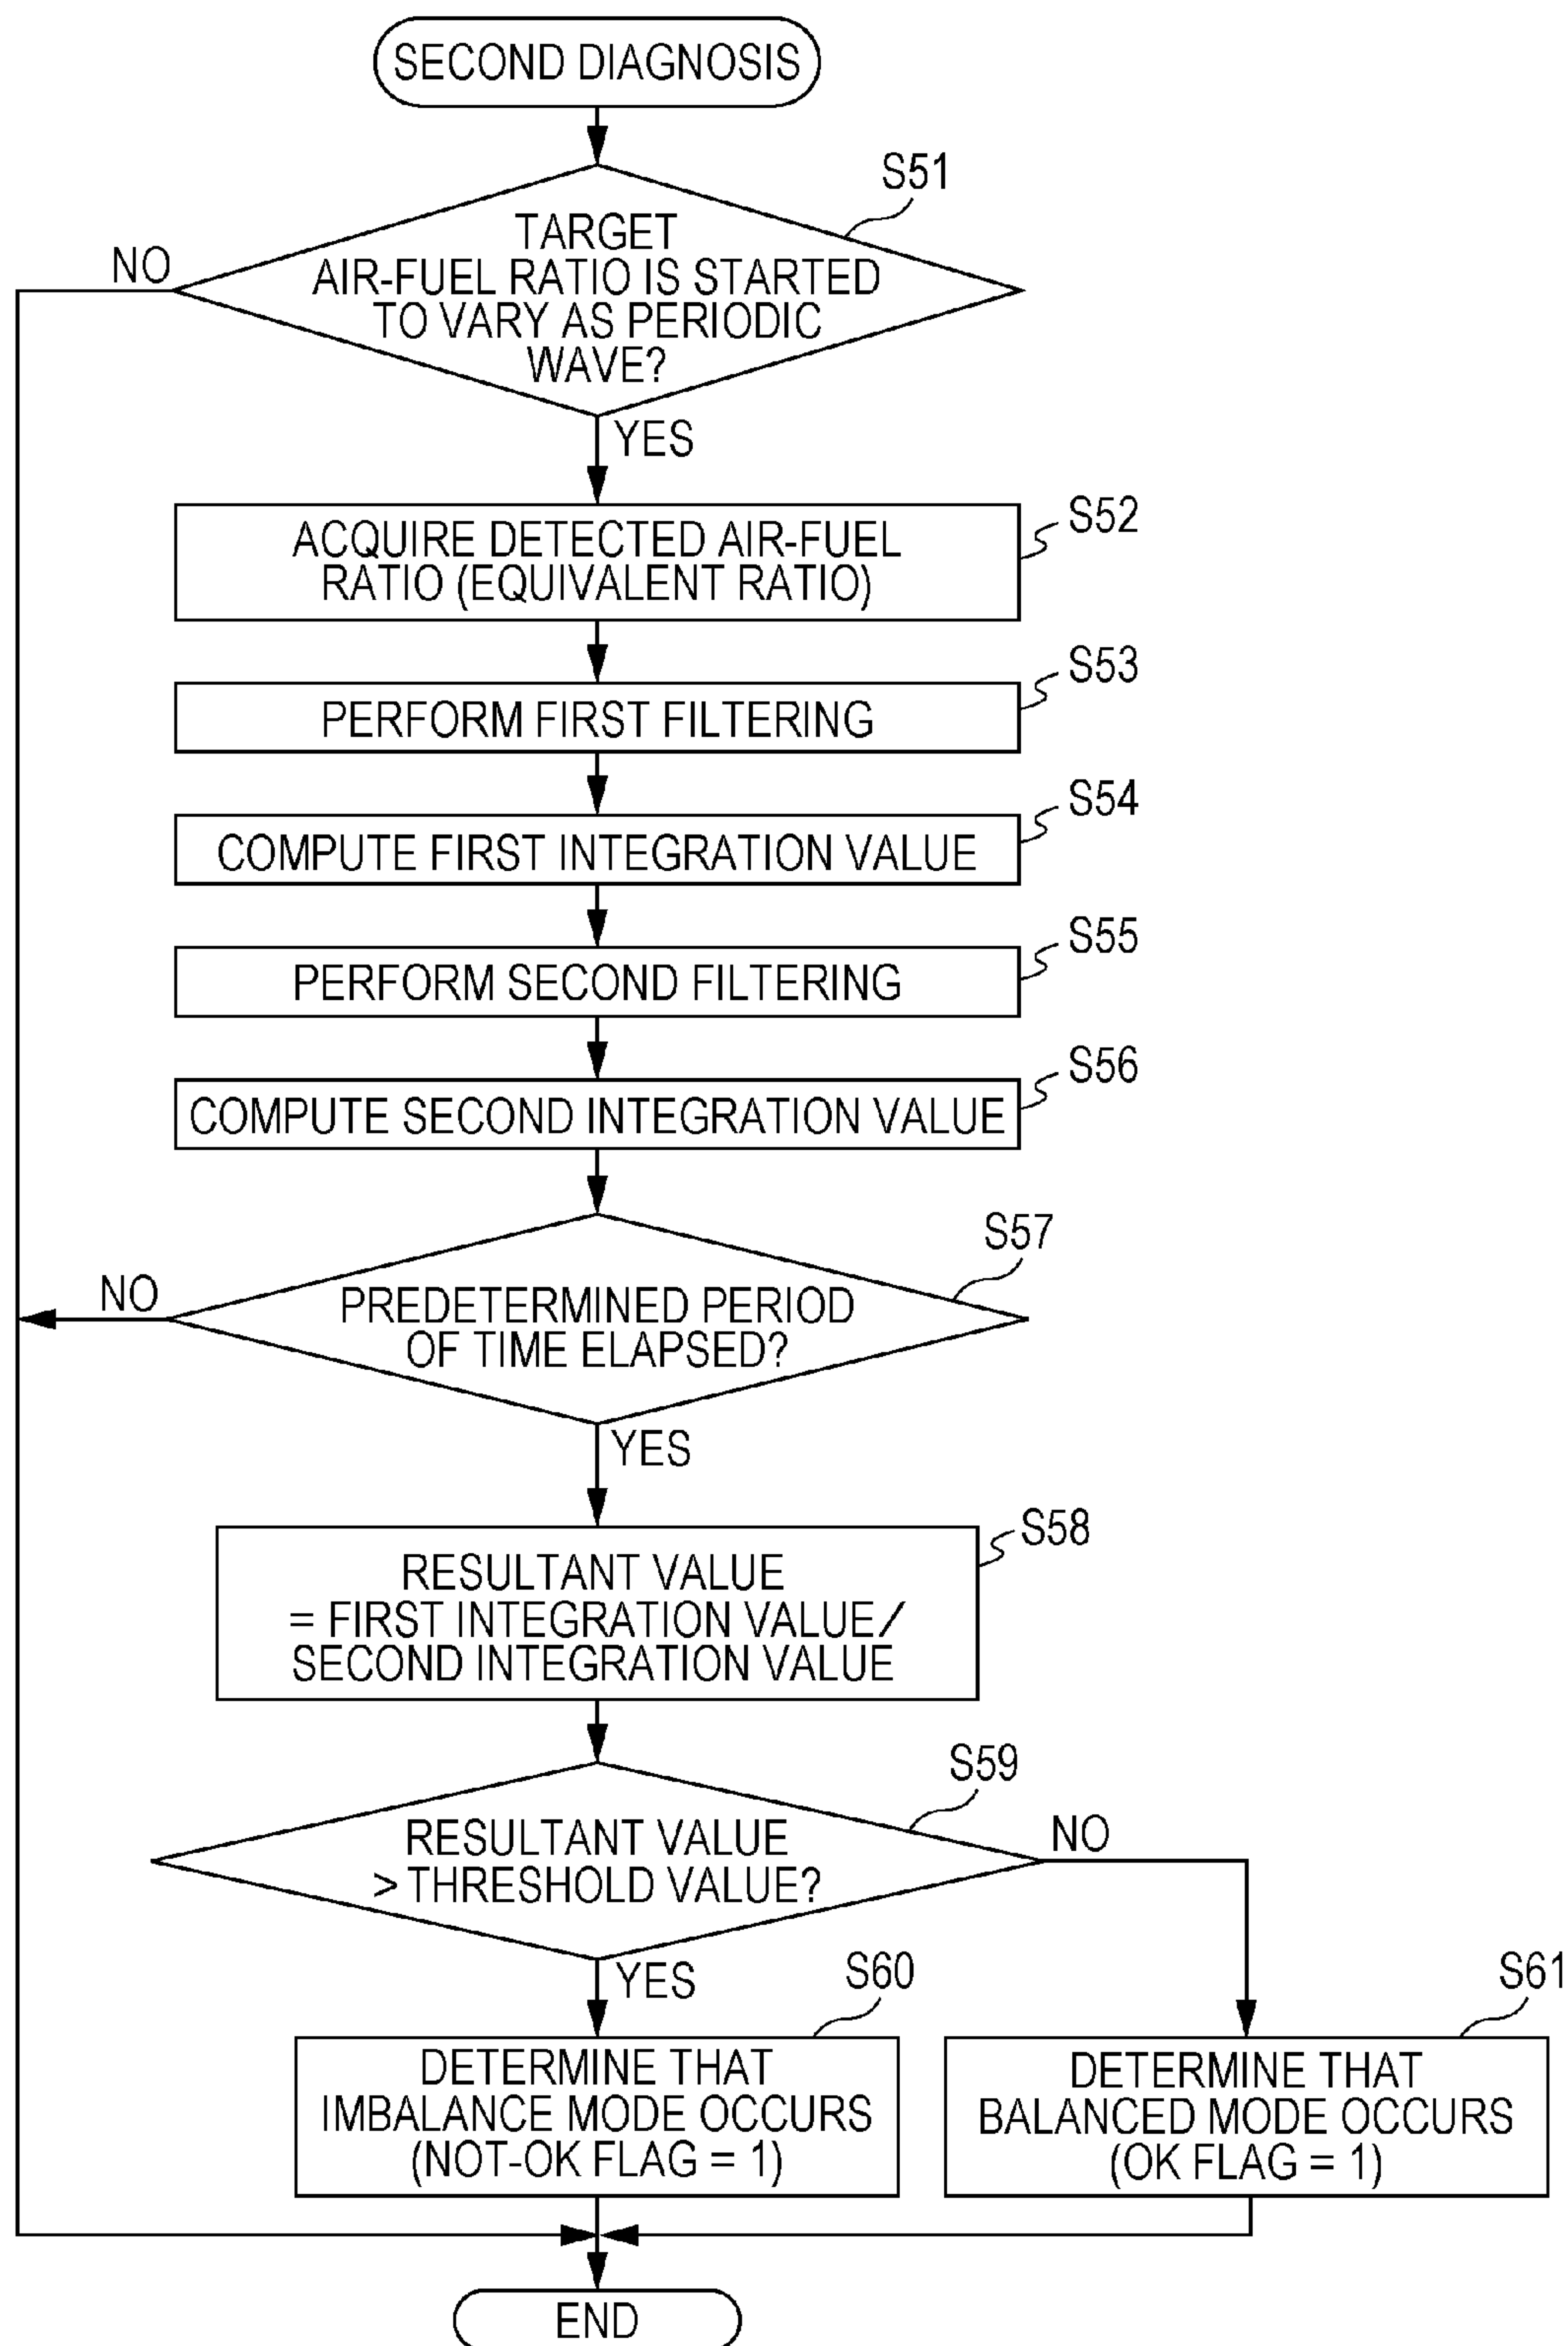 SECOND DIAGNOSIS
S51
TARGET
AIR-FUEL RATIO IS STARTED
TO VARY AS PERIODIC
WAVE?
NO
YES
S52
ACQUIRE DETECTED AIR-FUEL
RATIO (EQUIVALENT RATIO)
S53
PERFORM FIRST FILTERING
S54
COMPUTE FIRST INTEGRATION VALUE
S55
PERFORM SECOND FILTERING
S56
COMPUTE SECOND INTEGRATION VALUE
S57
NO
PREDETERMINED PERIOD
OF TIME ELAPSED?
YES
S58
RESULTANT VALUE
= FIRST INTEGRATION VALUE/
SECOND INTEGRATION VALUE
S59
RESULTANT VALUE
> THRESHOLD VALUE?
NO
YES
S60
DETERMINE THAT
IMBALANCE MODE OCCURS
(NOT-OK FLAG = 1)
S61
DETERMINE THAT
BALANCED MODE OCCURS
(OK FLAG = 1)
END